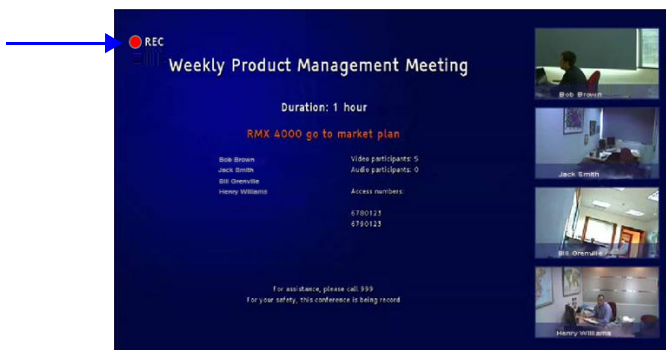 REC
Weekly Product Management Meeting
Duration: 1 hour
RMX 4000 go to market plan
Bob Brown
Jack Smith
Bill Grenville
Henry Williams
Video participants: 5
Audio participants: 0
Access numbers:
6780123
6790123
For assistance, please call 999
For your safety, this conference is being record
Bob Brown
Jack Smith
Bill Grenville
Henry Williams